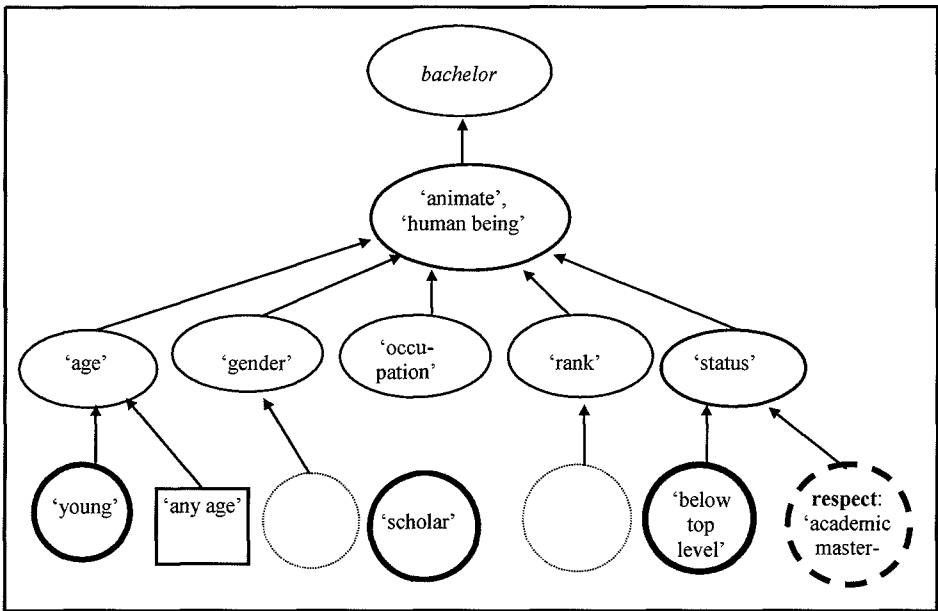 bachelor
‘animate’,
‘human being’
‘age’
‘gender’
‘occu-
pation’
‘rank’
‘status’
‘young’
‘any age’
‘scholar’
‘below
top
level’
respect:
‘academic
master-